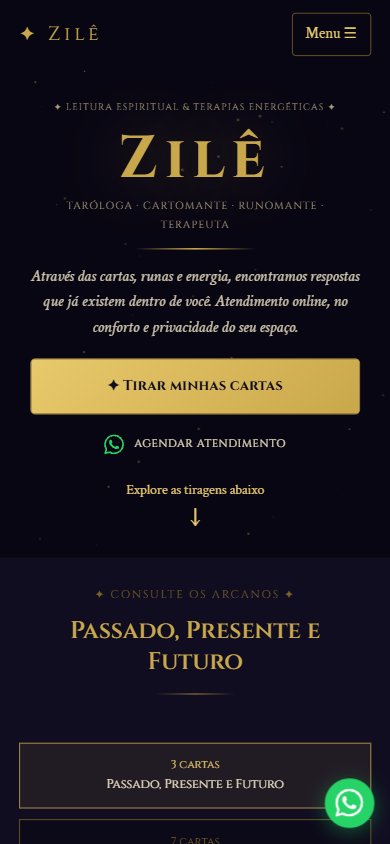 ✦ ZILÊ
Menu ☰
✦ LEITURA ESPIRITUAL & TERAPIAS ENERGÉTICAS ✦
ZILÊ
TARÓLOGA · CARTOMANTE · RUNOMANTE ·
TERAPEUTA
Através das cartas, runas e energia, encontramos respostas
que já existem dentro de você. Atendimento online, no
conforto e privacidade do seu espaço.
✦ TIRAR MINHAS CARTAS
AGENDAR ATENDIMENTO
Explore as tiragens abaixo
↓
✦ CONSULTE OS ARCANOS ✦
PASSADO, PRESENTE E
FUTURO
3 CARTAS
PASSADO, PRESENTE E FUTURO
7 CARTAS